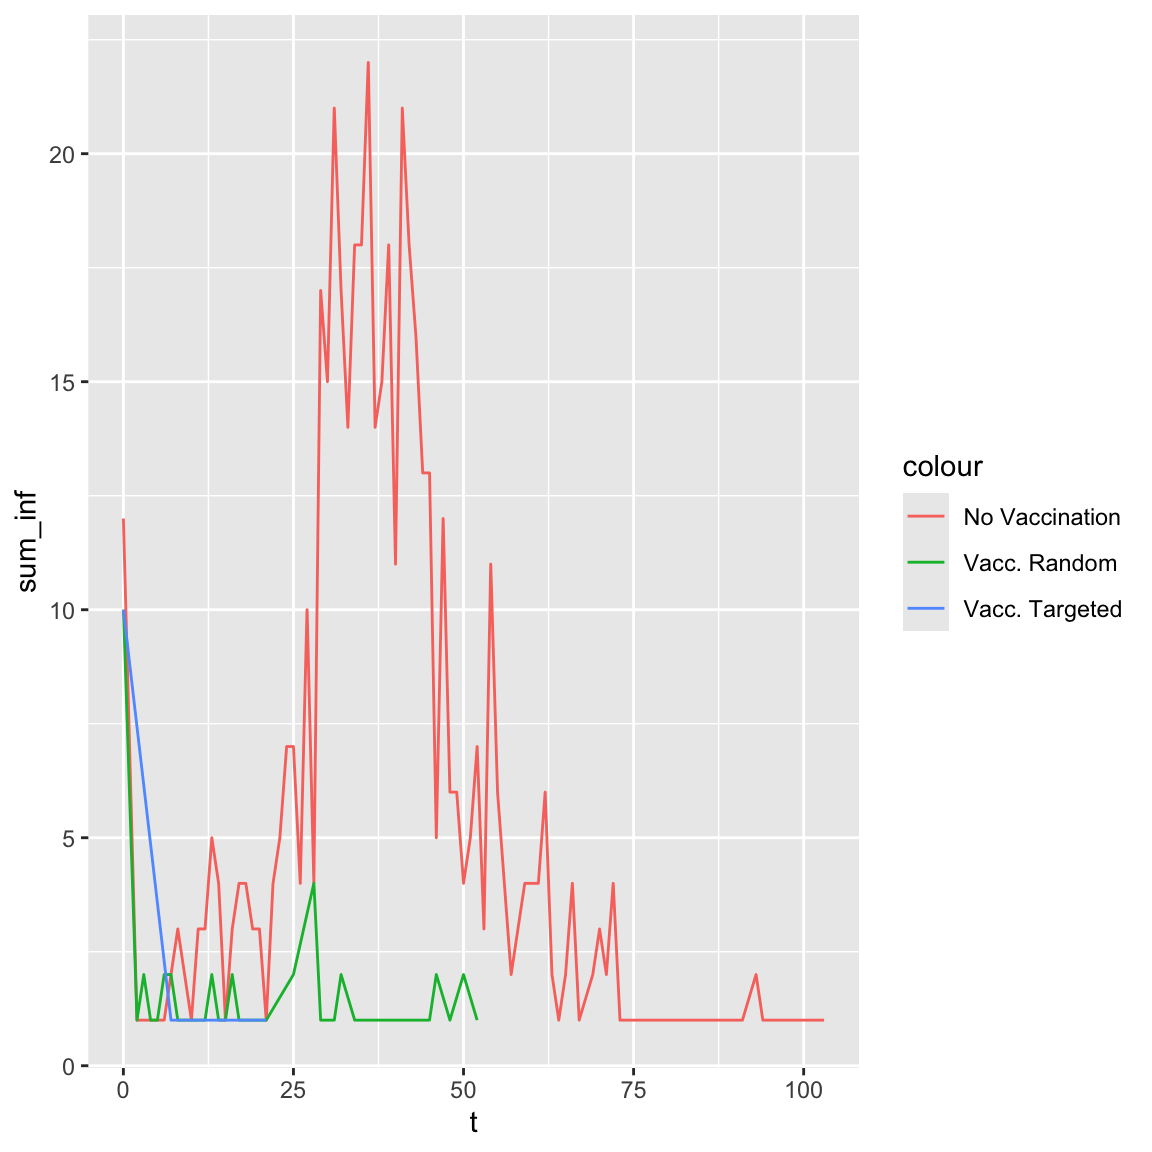 20
15
10
5
0
sum_inf
0 25 50 75 100
t
colour
No Vaccination
Vacc. Random
Vacc. Targeted